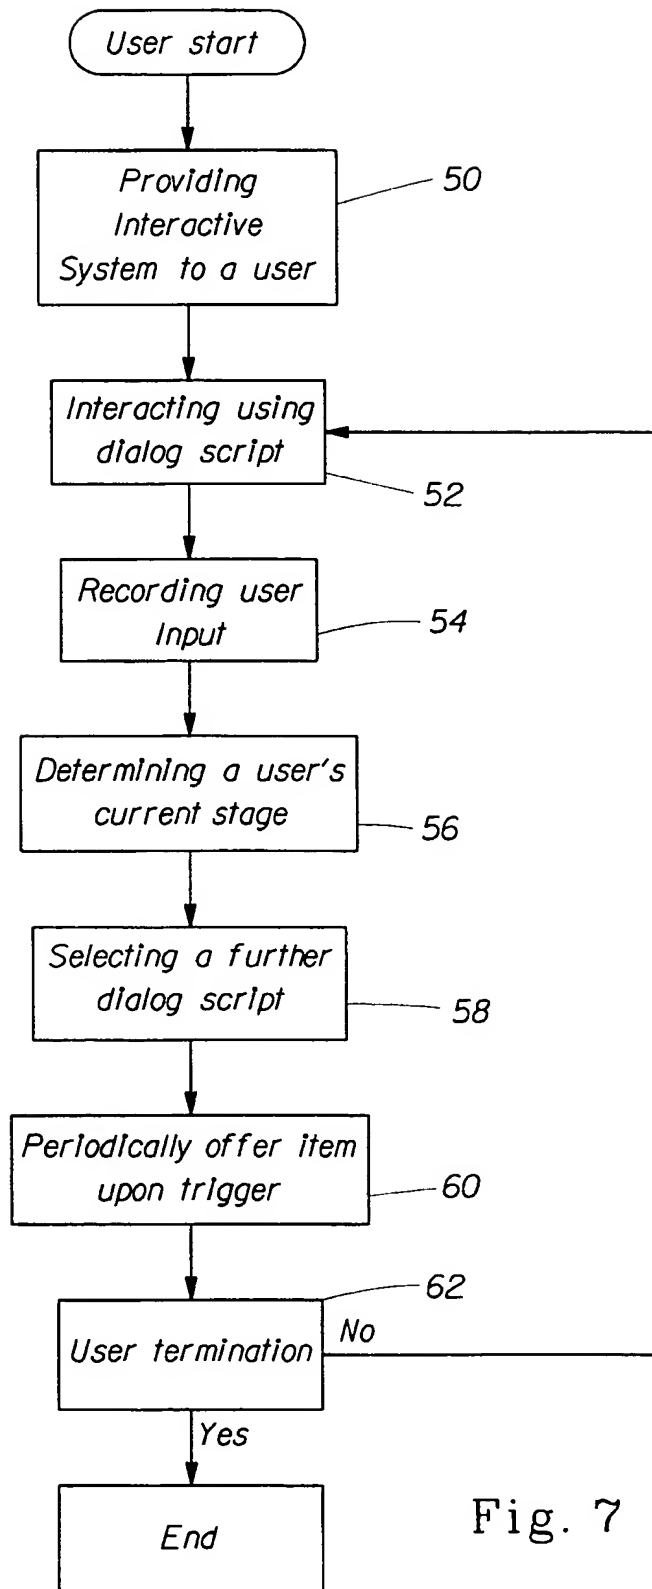 User start
Providing
Interactive
System to a user
50
Interacting using
dialog script
52
Recording user
Input
54
Determining a user's
current stage
56
Selecting a further
dialog script
58
Periodically offer item
upon trigger
60
62
User termination
No
Yes
End
Fig. 7